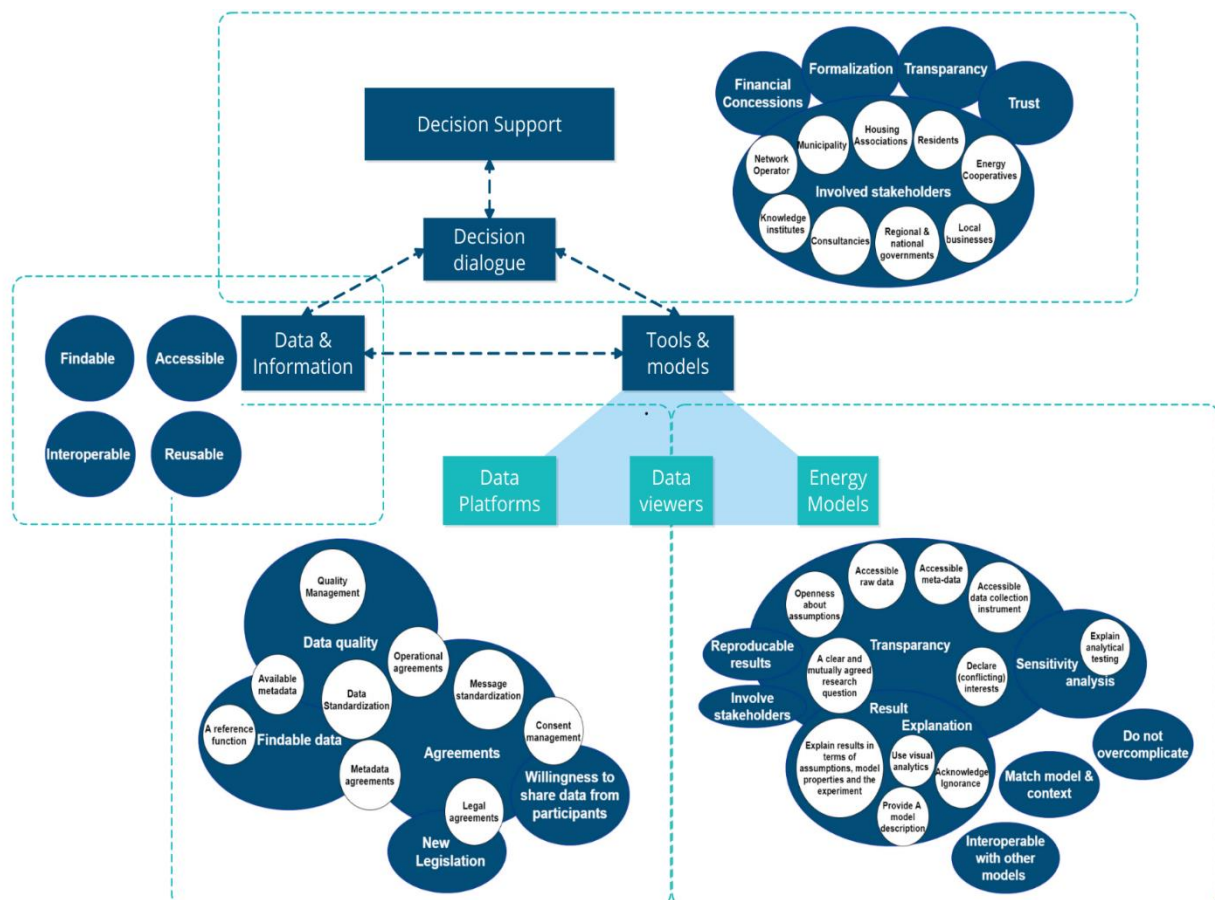 Decision Support
Decision
dialogue
Data &
Information
Tools &
models
Data
Platforms
Data
viewers
Energy
Models
Financial
Concessions
Formalization
Transparency
Trust
Network
Operator
Municipality
Housing
Associations
Residents
Energy
Cooperatives
Involved stakeholders
Knowledge
institutes
Consultancies
Regional &
national
governments
Local
businesses
Findable
Accessible
Interoperable
Reusable
Quality
Management
Data quality
Available
metadata
Data
Standardization
Operational
agreements
Message
standardization
A reference
function
Findable data
Agreements
Consent
management
Metadata
agreements
Willingness to
share data from
participants
Legal
agreements
New
Legislation
Openness
about
assumptions
Accessible
raw data
Accessible
meta-data
Accessible
data collection
instrument
Reproducable
results
Transparency
Explain
analytical
testing
Sensitivity
analysis
A clear and
mutually agreed
research
question
Declare
(conflicting)
interests
Involve
stakeholders
Result
Explanation
Explain results in
terms of
assumptions, model
properties and the
experiment
Use visual
analytics
Acknowledge
Ignorance
Provide A
model
description
Do not
overcomplicate
Match model &
context
Interoperable
with other
models